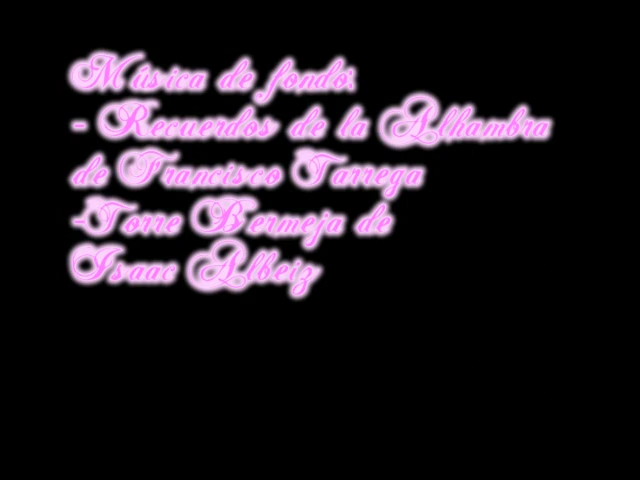 Música de fondo:
- Recuerdos de la Alhambra
de Francisco Tarrega
-Torre Bermeja de
Isaac Albeiz